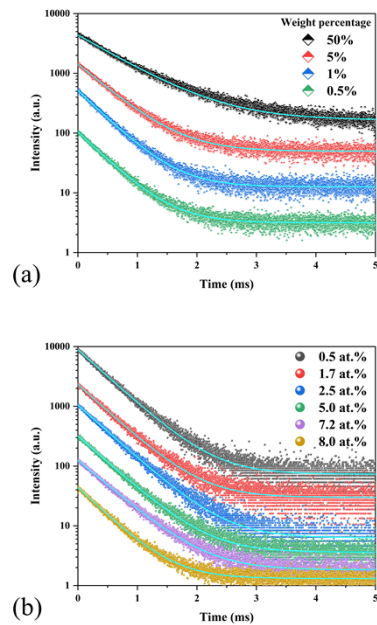 Weight percentage
50%
5%
1%
0.5%
10000
1000
100
10
1
Intensity (a.u.)
0 1 2 3 4 5
Time (ms)
(a)
0.5 at.%
1.7 at.%
2.5 at.%
5.0 at.%
7.2 at.%
8.0 at.%
10000
1000
100
10
1
Intensity (a.u.)
0 1 2 3 4 5
Time (ms)
(b)